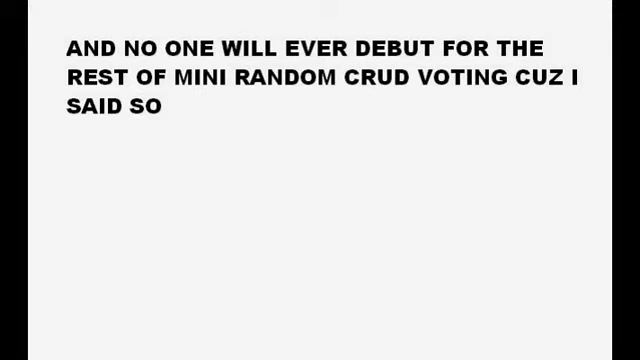 AND NO ONE WILL EVER DEBUT FOR THE
REST OF MINI RANDOM CRUD VOTING CUZ I
SAID SO